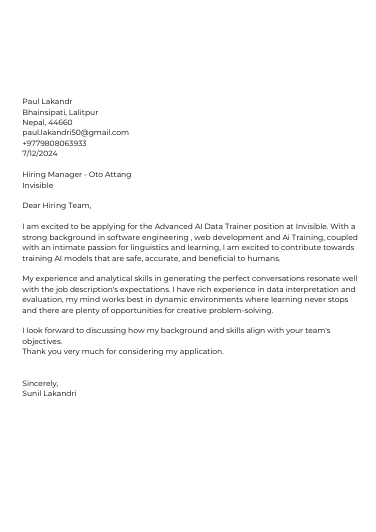 Paul Lakandr
Bhainsipati, Lalitpur
Nepal, 44660
paul.lakandri50@gmail.com
+9779808063933
7/12/2024
Hiring Manager - Oto Attang
Invisible
Dear Hiring Team,
I am excited to be applying for the Advanced AI Data Trainer position at Invisible. With a
strong background in software engineering , web development and Ai Training, coupled
with an intimate passion for linguistics and learning, I am excited to contribute towards
training AI models that are safe, accurate, and beneficial to humans.
My experience and analytical skills in generating the perfect conversations resonate well
with the job description's expectations. I have rich experience in data interpretation and
evaluation, my mind works best in dynamic environments where learning never stops
and there are plenty of opportunities for creative problem-solving.
I look forward to discussing how my background and skills align with your team's
objectives.
Thank you very much for considering my application.
Sincerely,
Sunil Lakandri